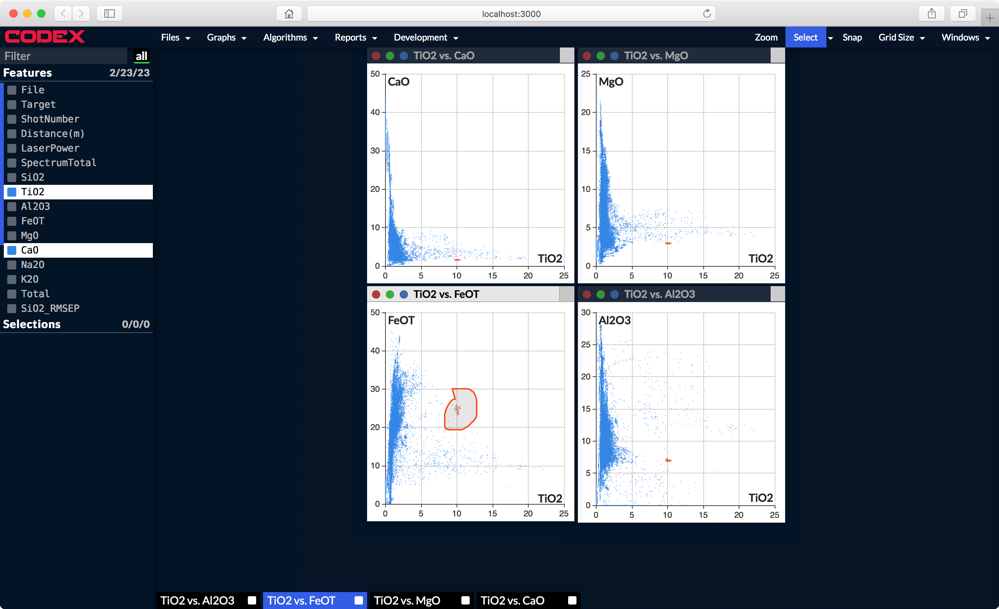 localhost:3000
CODEX
Files Graphs Algorithms Reports Development Zoom Select Snap Grid Size Windows
Filter all
Features 2/23/23
File
Target
ShotNumber
Distance(m)
LaserPower
SpectrumTotal
SiO2
TiO2
Al2O3
FeOT
MgO
CaO
Na2O
K2O
Total
SiO2_RMSEP
Selections 0/0/0
TiO2 vs. CaO
CaO
50
40
30
20
10
0
0 5 10 15 20 25
TiO2
TiO2 vs. MgO
MgO
25
20
15
10
5
0
0 5 10 15 20 25
TiO2
TiO2 vs. FeOT
FeOT
50
40
30
20
10
0
0 5 10 15 20 25
TiO2
TiO2 vs. Al2O3
Al2O3
30
25
20
15
10
5
0
0 5 10 15 20 25
TiO2
TiO2 vs. Al2O3 TiO2 vs. FeOT TiO2 vs. MgO TiO2 vs. CaO